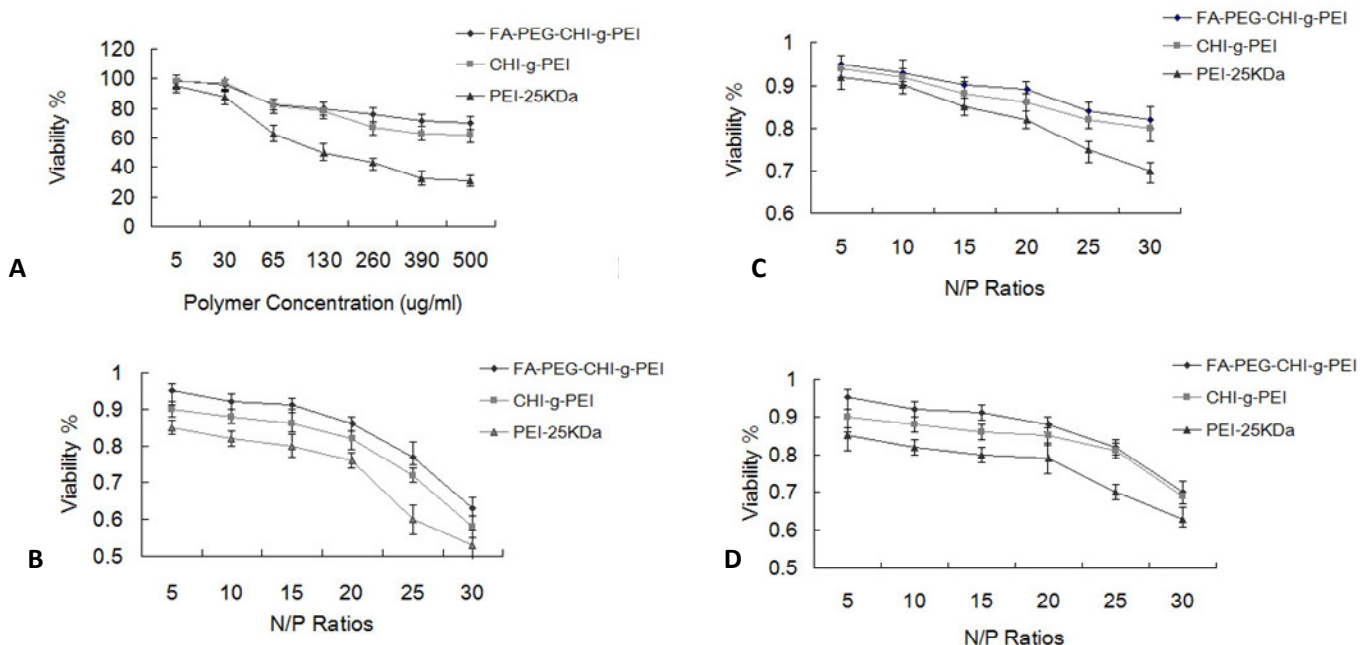 FA-PEG-CHI-g-PEI
CHI-g-PEI
PEI-25KDa
120
100
80
60
40
20
0
Viability %
5 30 65 130 260 390 500
Polymer Concentration (ug/ml)
A
FA-PEG-CHI-g-PEI
CHI-g-PEI
PEI-25KDa
1
0.9
0.8
0.7
0.6
Viability %
5 10 15 20 25 30
N/P Ratios
C
FA-PEG-CHI-g-PEI
CHI-g-PEI
PEI-25KDa
1
0.9
0.8
0.7
0.6
0.5
Viability %
5 10 15 20 25 30
N/P Ratios
B
FA-PEG-CHI-g-PEI
CHI-g-PEI
PEI-25KDa
1
0.9
0.8
0.7
0.6
0.5
Viability %
5 10 15 20 25 30
N/P Ratios
D